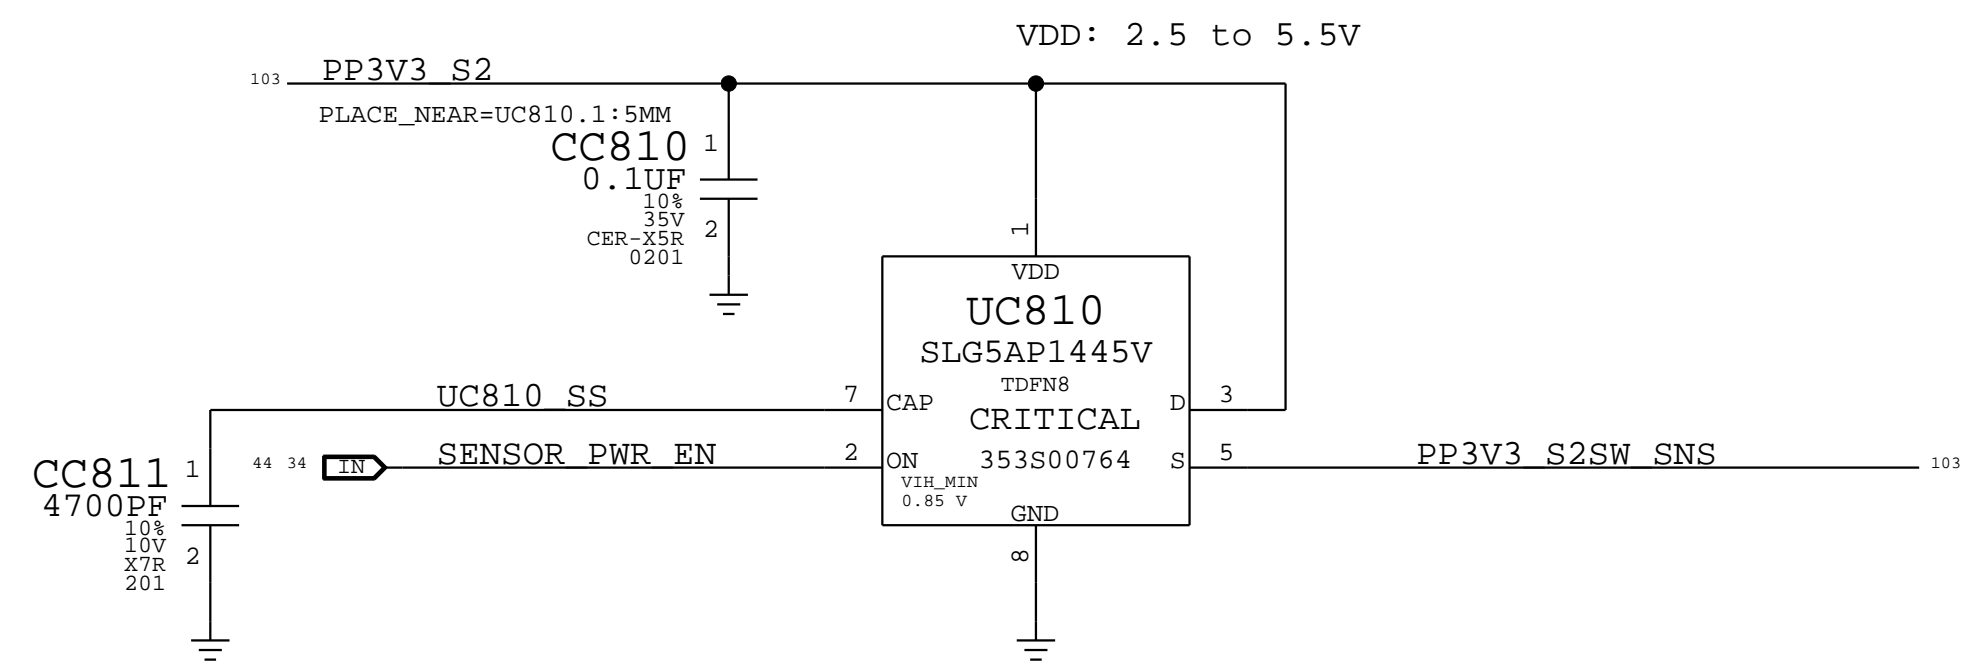 VDD: 2.5 to 5.5V
103 PP3V3_S2
PLACE_NEAR=UC810.1:5MM
CC810 1
0.1UF
10%
35V
CER-X5R
0201
2
1
VDD
UC810
SLG5AP1445V
TDFN8
CRITICAL
353S00764
UC810_SS 7 CAP
D 3
44 34 IN SENSOR_PWR_EN 2 ON
VIH_MIN
0.85 V
S 5 PP3V3_S2SW_SNS 103
GND
8
CC811 1
4700PF
10%
10V
X7R
201
2